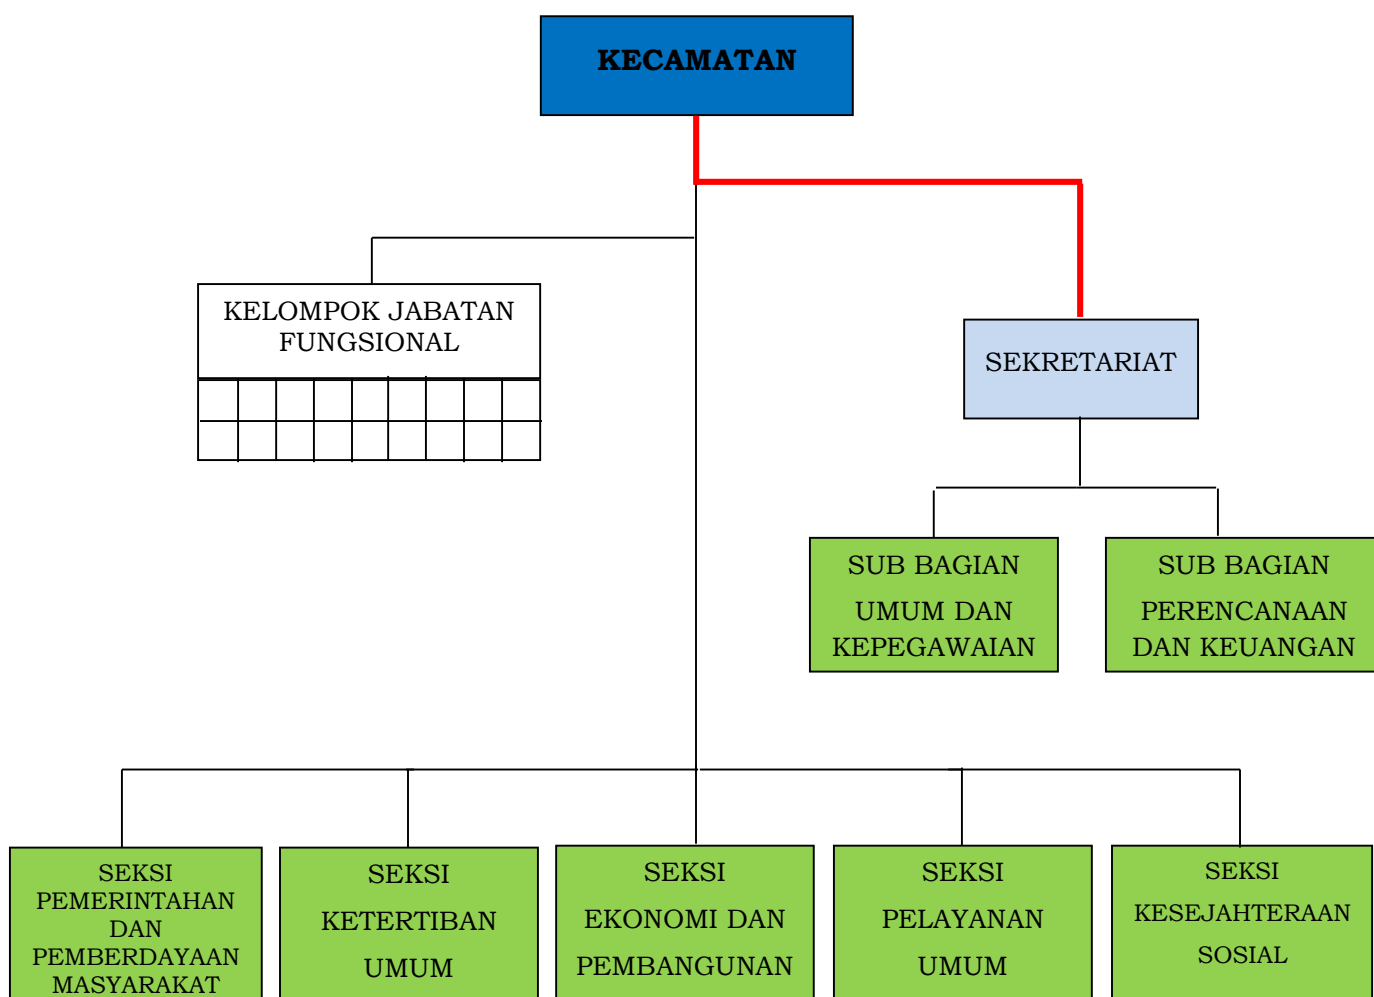 KECAMATAN
KELOMPOK JABATAN
FUNGSIONAL
SEKRETARIAT
SUB BAGIAN
UMUM DAN
KEPEGAWAIAN
SUB BAGIAN
PERENCANAAN
DAN KEUANGAN
SEKSI
PEMERINTAHAN
DAN
PEMBERDAYAAN
MASYARAKAT
SEKSI
KETERTIBAN
UMUM
SEKSI
EKONOMI DAN
PEMBANGUNAN
SEKSI
PELAYANAN
UMUM
SEKSI
KESEJAHTERAAN
SOSIAL